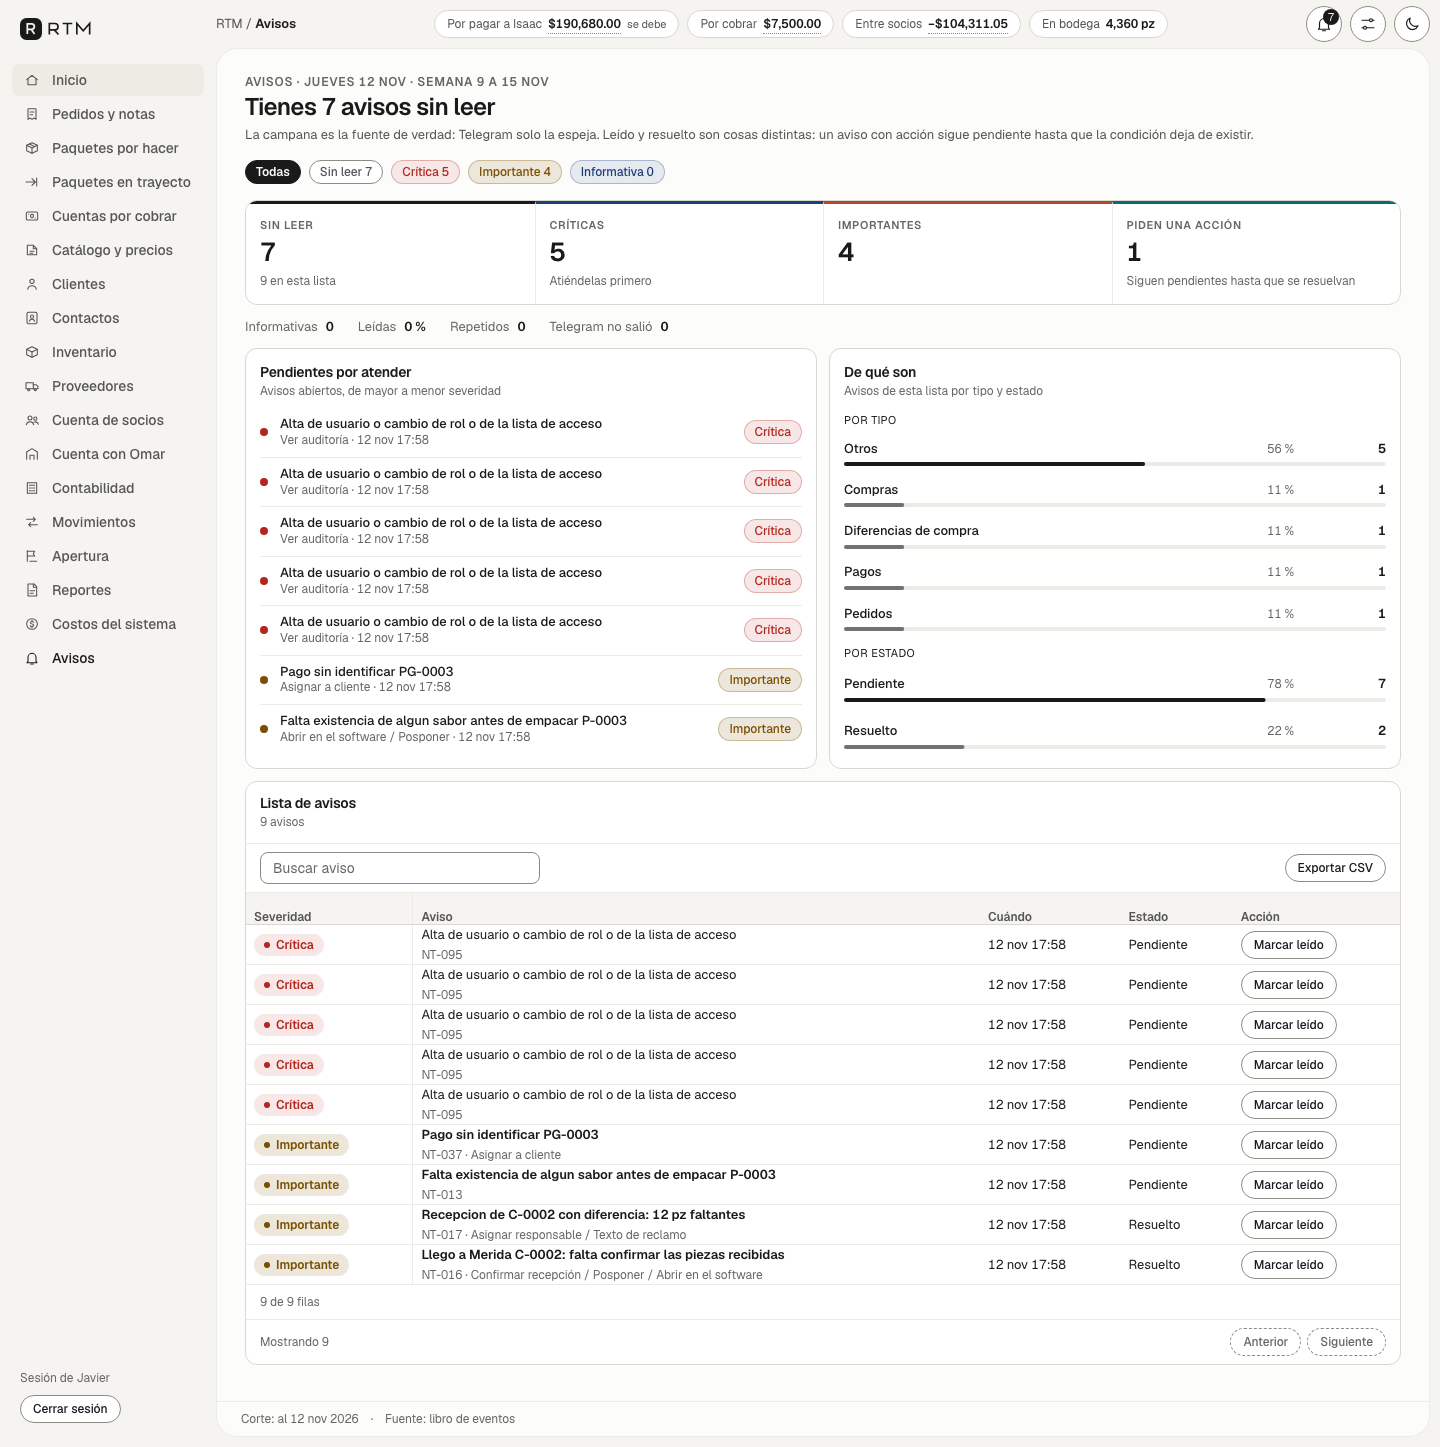 R RTM
RTM / Avisos
Por pagar a Isaac $190,680.00 se debe
Por cobrar $7,500.00
Entre socios −$104,311.05
En bodega 4,360 pz
7
Inicio
Pedidos y notas
Paquetes por hacer
Paquetes en trayecto
Cuentas por cobrar
Catálogo y precios
Clientes
Contactos
Inventario
Proveedores
Cuenta de socios
Cuenta con Omar
Contabilidad
Movimientos
Apertura
Reportes
Costos del sistema
Avisos
Sesión de Javier
Cerrar sesión
AVISOS · JUEVES 12 NOV · SEMANA 9 A 15 NOV
Tienes 7 avisos sin leer
La campana es la fuente de verdad: Telegram solo la espeja. Leído y resuelto son cosas distintas: un aviso con acción sigue pendiente hasta que la condición deja de existir.
Todas
Sin leer 7
Crítica 5
Importante 4
Informativa 0
SIN LEER
7
9 en esta lista
CRÍTICAS
5
Atiéndelas primero
IMPORTANTES
4
PIDEN UNA ACCIÓN
1
Siguen pendientes hasta que se resuelvan
Informativas 0
Leídas 0 %
Repetidos 0
Telegram no salió 0
Pendientes por atender
Avisos abiertos, de mayor a menor severidad
Alta de usuario o cambio de rol o de la lista de acceso
Ver auditoría · 12 nov 17:58
Crítica
Alta de usuario o cambio de rol o de la lista de acceso
Ver auditoría · 12 nov 17:58
Crítica
Alta de usuario o cambio de rol o de la lista de acceso
Ver auditoría · 12 nov 17:58
Crítica
Alta de usuario o cambio de rol o de la lista de acceso
Ver auditoría · 12 nov 17:58
Crítica
Alta de usuario o cambio de rol o de la lista de acceso
Ver auditoría · 12 nov 17:58
Crítica
Pago sin identificar PG-0003
Asignar a cliente · 12 nov 17:58
Importante
Falta existencia de algun sabor antes de empacar P-0003
Abrir en el software / Posponer · 12 nov 17:58
Importante
De qué son
Avisos de esta lista por tipo y estado
POR TIPO
Otros 56 % 5
Compras 11 % 1
Diferencias de compra 11 % 1
Pagos 11 % 1
Pedidos 11 % 1
POR ESTADO
Pendiente 78 % 7
Resuelto 22 % 2
Lista de avisos
9 avisos
Buscar aviso
Exportar CSV
Severidad Aviso Cuándo Estado Acción
Crítica Alta de usuario o cambio de rol o de la lista de acceso 12 nov 17:58 Pendiente Marcar leído
NT-095
Crítica Alta de usuario o cambio de rol o de la lista de acceso 12 nov 17:58 Pendiente Marcar leído
NT-095
Crítica Alta de usuario o cambio de rol o de la lista de acceso 12 nov 17:58 Pendiente Marcar leído
NT-095
Crítica Alta de usuario o cambio de rol o de la lista de acceso 12 nov 17:58 Pendiente Marcar leído
NT-095
Crítica Alta de usuario o cambio de rol o de la lista de acceso 12 nov 17:58 Pendiente Marcar leído
NT-095
Importante Pago sin identificar PG-0003 12 nov 17:58 Pendiente Marcar leído
NT-037 · Asignar a cliente
Importante Falta existencia de algun sabor antes de empacar P-0003 12 nov 17:58 Pendiente Marcar leído
NT-013
Importante Recepcion de C-0002 con diferencia: 12 pz faltantes 12 nov 17:58 Resuelto Marcar leído
NT-017 · Asignar responsable / Texto de reclamo
Importante Llego a Merida C-0002: falta confirmar las piezas recibidas 12 nov 17:58 Resuelto Marcar leído
NT-016 · Confirmar recepción / Posponer / Abrir en el software
9 de 9 filas
Mostrando 9
Anterior
Siguiente
Corte: al 12 nov 2026 · Fuente: libro de eventos